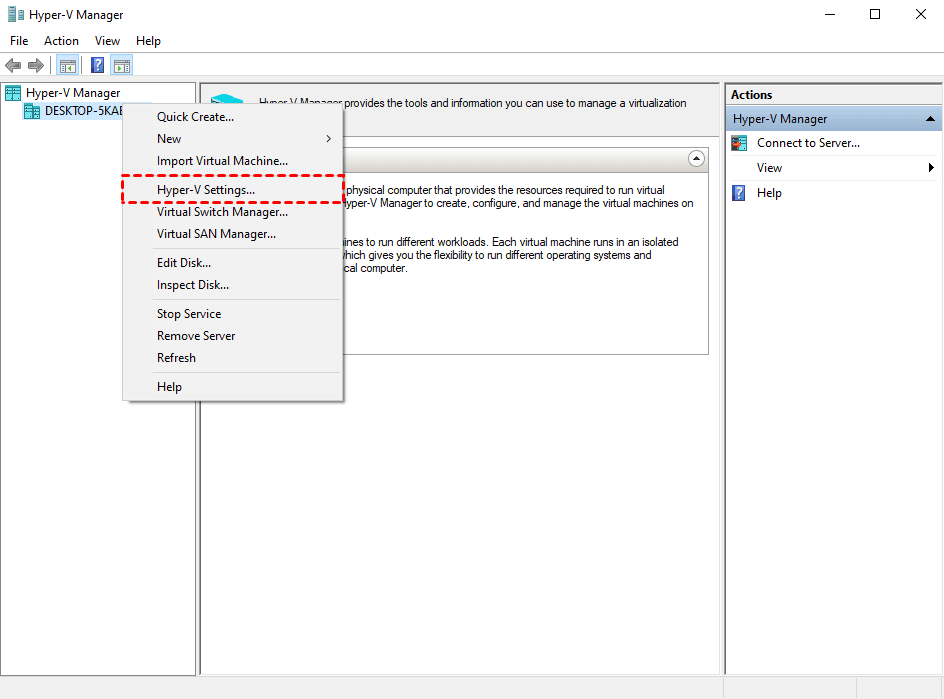 Hyper-V Manager
File Action View Help
Hyper-V Manager
DESKTOP-5KAE
Quick Create...
New
Import Virtual Machine...
Hyper-V Settings...
Virtual Switch Manager...
Virtual SAN Manager...
Edit Disk...
Inspect Disk...
Stop Service
Remove Server
Refresh
Help
Hyper-V Manager provides the tools and information you can use to manage a virtualization
physical computer that provides the resources required to run virtual
Hyper-V Manager to create, configure, and manage the virtual machines on
to run different workloads. Each virtual machine runs in an isolated
which gives you the flexibility to run different operating systems and
computer.
Actions
Hyper-V Manager
Connect to Server...
View
Help